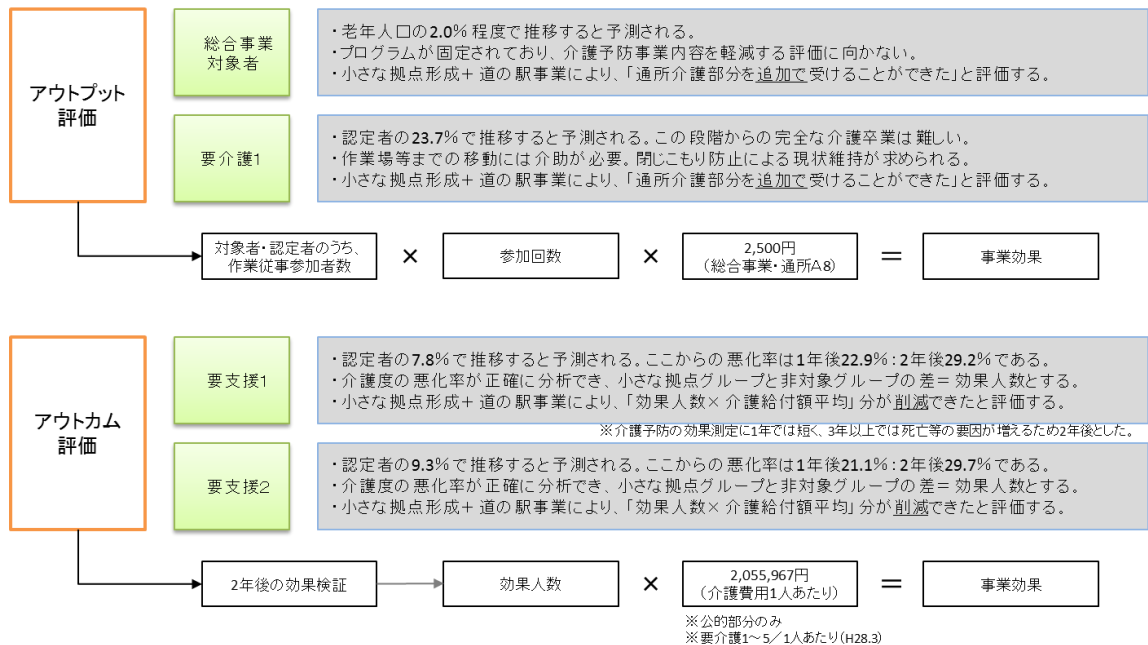 アウトプット
評価
総合事業
対象者
・老年人口の2.0%程度で推移すると予測される。
・プログラムが固定されており、介護予防事業内容を軽減する評価に向かない。
・小さな拠点形成＋道の駅事業により、「通所介護部分を追加で受けることができた」と評価する。
要介護1
・認定者の23.7%で推移すると予測される。この段階からの完全な介護卒業は難しい。
・作業場等までの移動には介助が必要。閉じこもり防止による現状維持が求められる。
・小さな拠点形成＋道の駅事業により、「通所介護部分を追加で受けることができた」と評価する。
対象者・認定者のうち、
作業従事参加者数
×
参加回数
×
2,500円
（総合事業・通所A8）
＝
事業効果
アウトカム
評価
要支援1
・認定者の7.8%で推移すると予測される。ここからの悪化率は1年後22.9%：2年後29.2%である。
・介護度の悪化率が正確に分析でき、小さな拠点グループと非対象グループの差＝効果人数とする。
・小さな拠点形成＋道の駅事業により、「効果人数×介護給付額平均」分が削減できたと評価する。
※介護予防の効果測定に1年では短く、3年以上では死亡等の要因が増えるため2年後とした。
要支援2
・認定者の9.3%で推移すると予測される。ここからの悪化率は1年後21.1%：2年後29.7%である。
・介護度の悪化率が正確に分析でき、小さな拠点グループと非対象グループの差＝効果人数とする。
・小さな拠点形成＋道の駅事業により、「効果人数×介護給付額平均」分が削減できたと評価する。
2年後の効果検証
効果人数
×
2,055,967円
（介護費用1人あたり）
＝
事業効果
※公的部分のみ
※要介護1～5／1人あたり(H28.3)